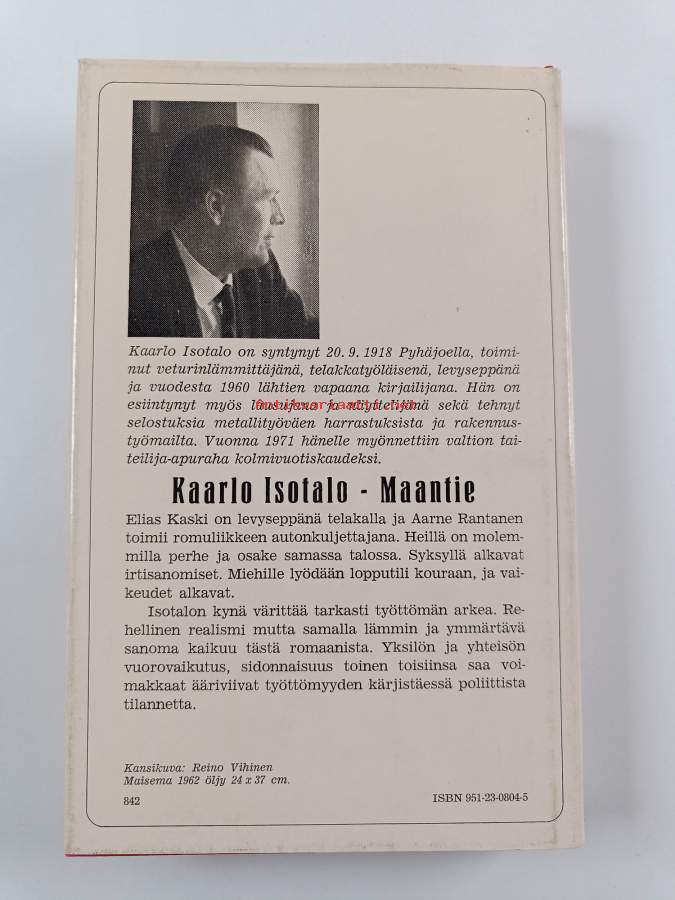 Kaarlo Isotalo on syntynyt 20. 9. 1918 Pyhäjoella, toimi-
nut veturinlämmittäjänä, telakkatyöläisenä, levyseppänä
ja vuodesta 1960 lähtien vapaana kirjailijana. Hän on
esiintynyt myös lausujana ja näyttelijänä sekä tehnyt
selostuksia metallityöväen harrastuksista ja rakennus-
työmailta. Vuonna 1971 hänelle myönnettiin valtion tai-
teilija-apuraha kolmivuotiskaudeksi.
Kaarlo Isotalo - Maantie
Elias Kaski on levyseppänä telakalla ja Aarne Rantanen
toimii romuliikkeen autonkuljettajana. Heillä on molem-
milla perhe ja osake samassa talossa. Syksyllä alkavat
irtisanomiset. Miehille lyödään lopputili kouraan, ja vai-
keudet alkavat.
Isotalon kynä värittää tarkasti työttömän arkea. Re-
hellinen realismi mutta samalla lämmin ja ymmärtävä
sanoma kaikuu tästä romaanista. Yksilön ja yhteisön
vuorovaikutus, sidonnaisuus toinen toisiinsa saa voi-
makkaat ääriviivat työttömyyden kärjistäessä poliittista
tilannetta.
Kansikuva: Reino Vihinen
Maisema 1962 öljy 24 x 37 cm.
842
ISBN 951-23-0804-5